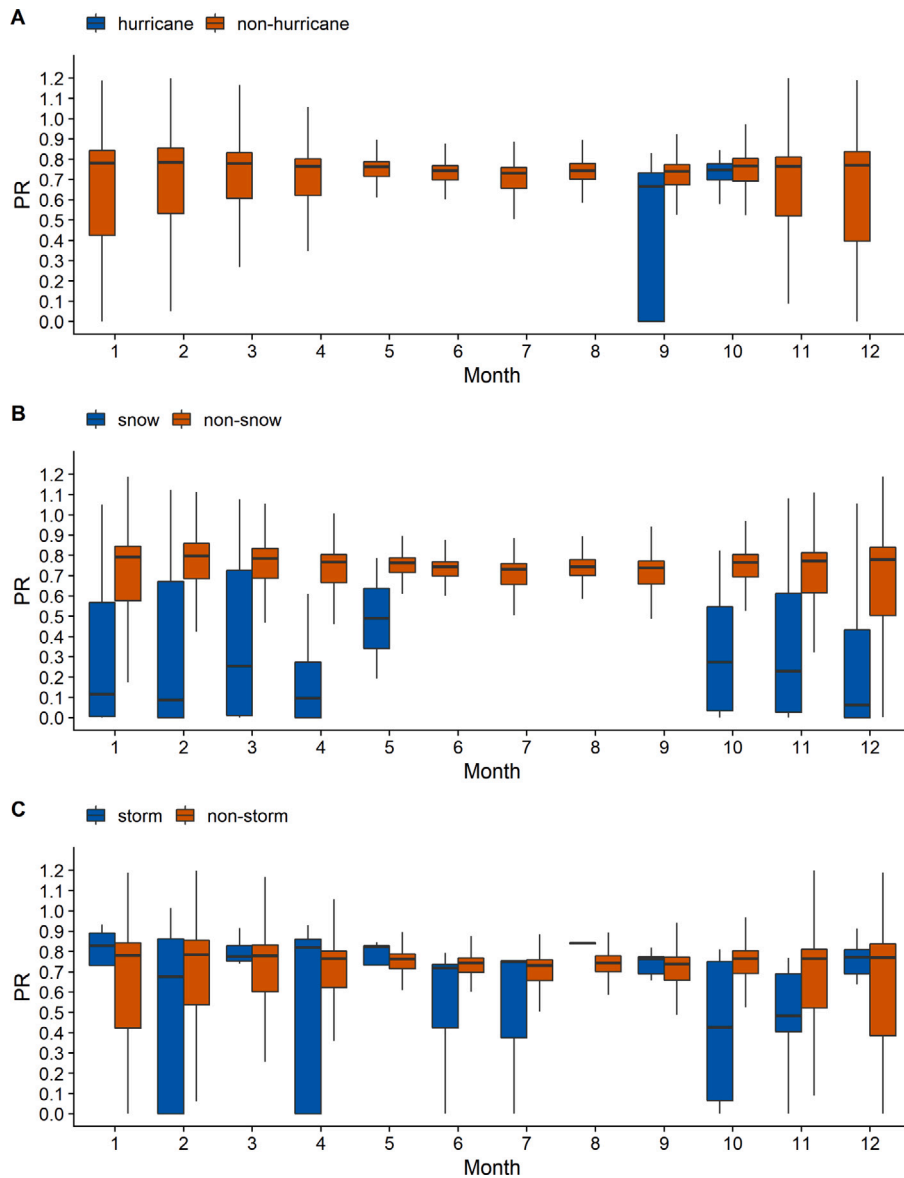 A
hurricane non-hurricane
1.2
1.1
1.0
0.9
0.8
0.7
0.6
0.5
0.4
0.3
0.2
0.1
0.0
PR
1 2 3 4 5 6 7 8 9 10 11 12
Month
B
snow non-snow
1.2
1.1
1.0
0.9
0.8
0.7
0.6
0.5
0.4
0.3
0.2
0.1
0.0
PR
1 2 3 4 5 6 7 8 9 10 11 12
Month
C
storm non-storm
1.2
1.1
1.0
0.9
0.8
0.7
0.6
0.5
0.4
0.3
0.2
0.1
0.0
PR
1 2 3 4 5 6 7 8 9 10 11 12
Month